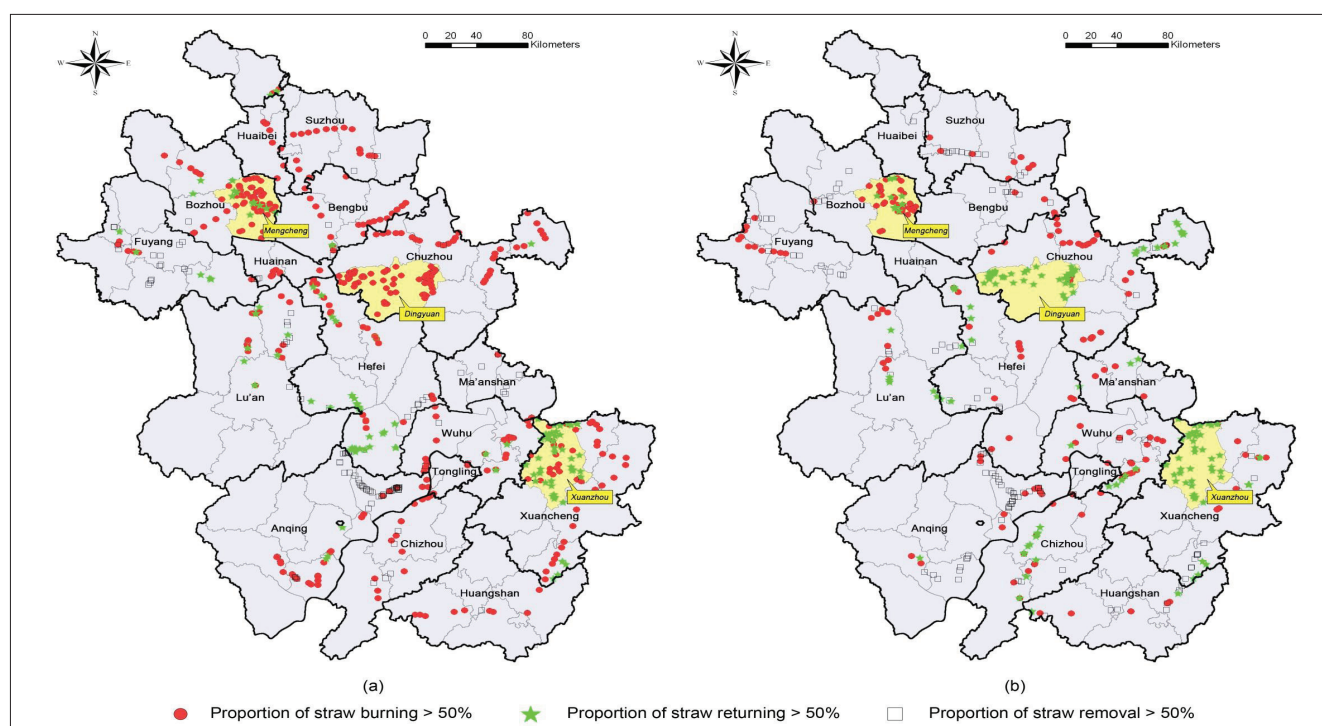 N
W E
S
0 40 80
Kilometers
Suzhou
Huaibei
Bozhou
Mengcheng
Bengbu
Fuyang
Huainan
Chuzhou
Dingyuan
Hefei
Ma'anshan
Lu'an
Wuhu
Tongling
Xuanzhou
Xuancheng
Anqing
Chizhou
Huangshan
(a)
N
W E
S
0 40 80
Kilometers
Suzhou
Huaibei
Bozhou
Mengcheng
Bengbu
Fuyang
Huainan
Chuzhou
Dingyuan
Hefei
Ma'anshan
Lu'an
Wuhu
Tongling
Xuanzhou
Xuancheng
Anqing
Chizhou
Huangshan
(b)
Proportion of straw burning > 50% Proportion of straw returning > 50% Proportion of straw removal > 50%